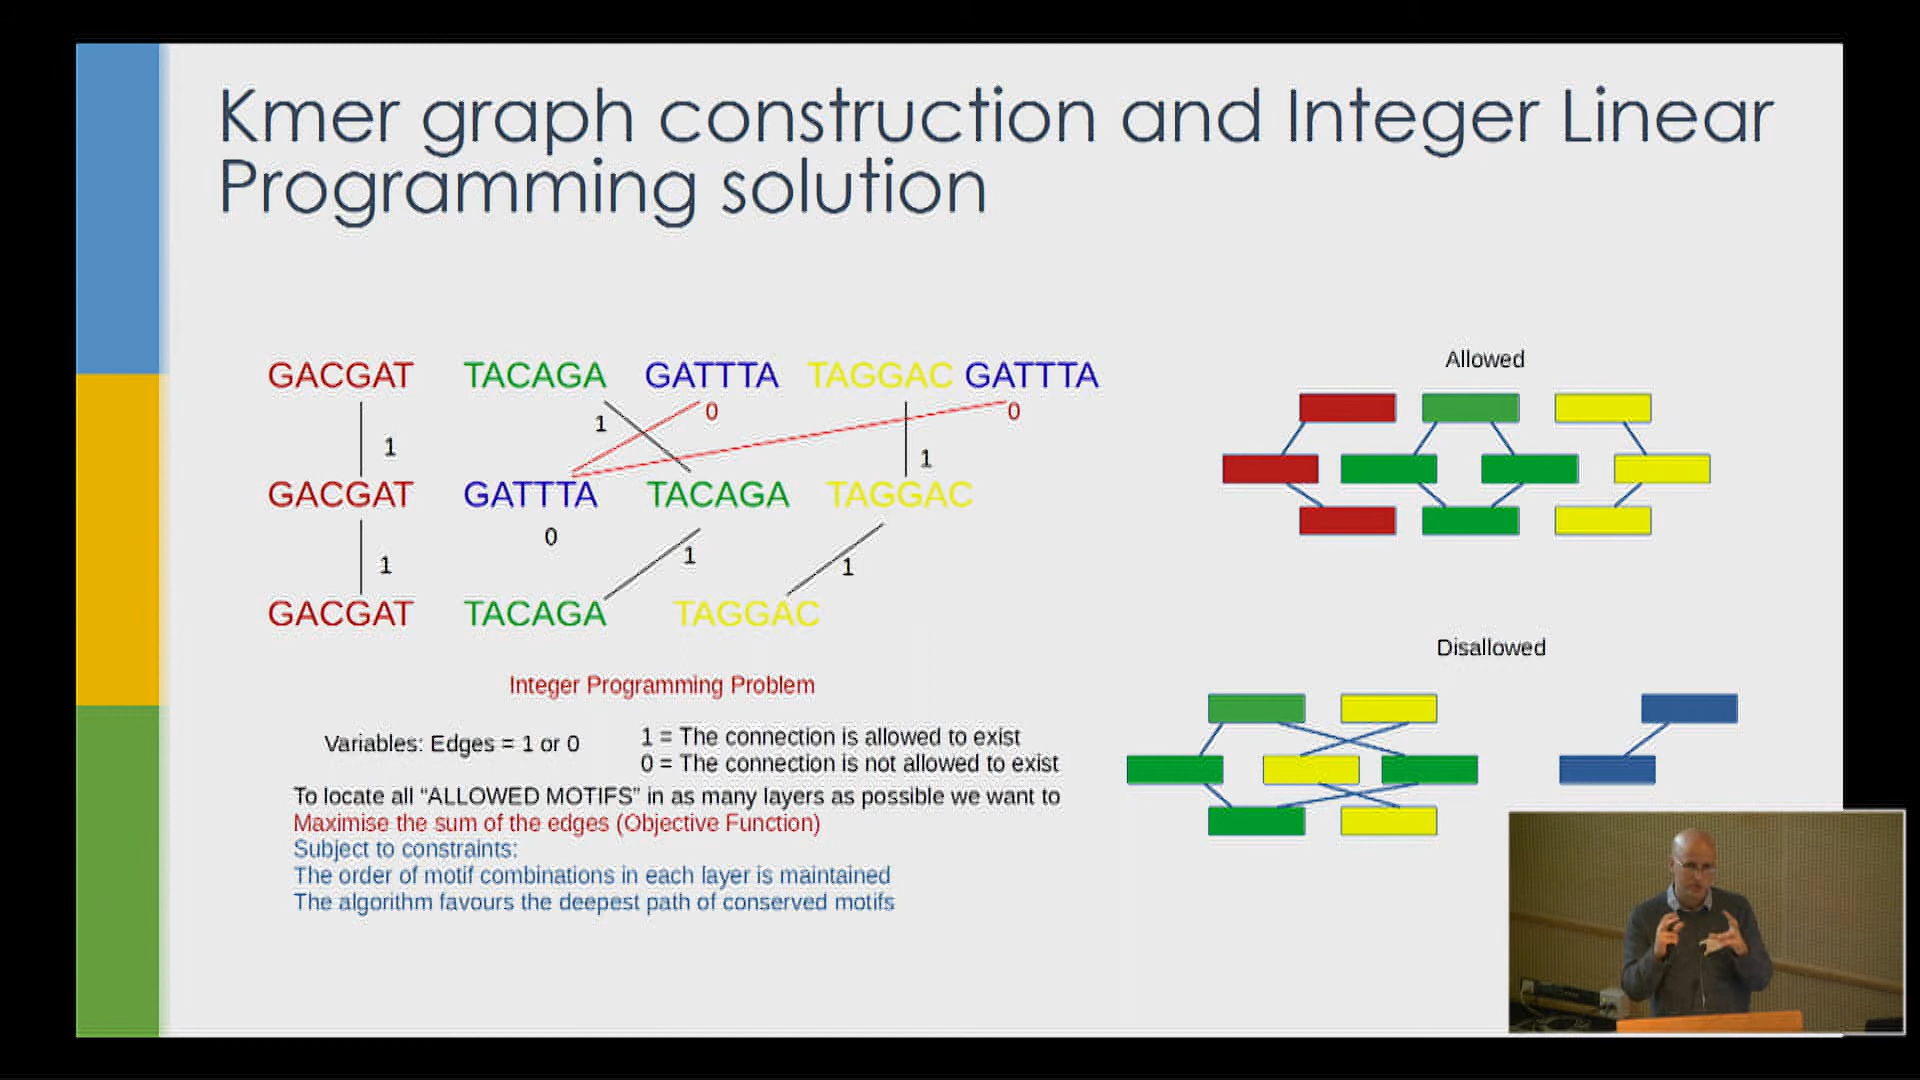 Kmer graph construction and Integer Linear
Programming solution
GACGAT TACAGA GATTTA TAGGAC GATTTA
1 0 0
1 1
GACGAT GATTTA TACAGA TAGGAC
0
1 1 1
GACGAT TACAGA TAGGAC
Integer Programming Problem
Variables: Edges = 1 or 0
1 = The connection is allowed to exist
0 = The connection is not allowed to exist
To locate all “ALLOWED MOTIFS” in as many layers as possible we want to
Maximise the sum of the edges (Objective Function)
Subject to constraints:
The order of motif combinations in each layer is maintained
The algorithm favours the deepest path of conserved motifs
Allowed
Disallowed